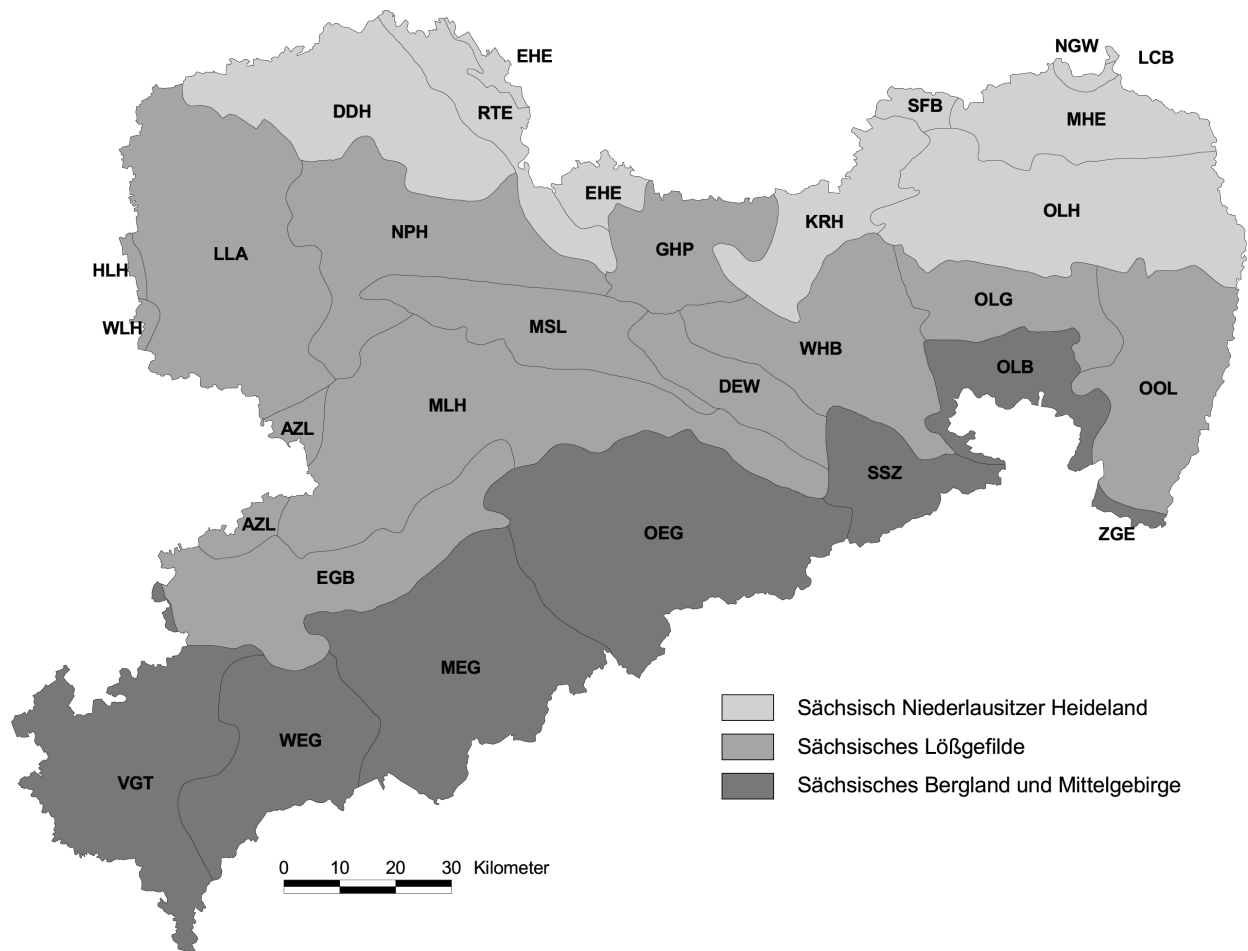 NGW
EHE
LCB
SFB
DDH
RTE
MHE
EHE
OLH
KRH
NPH
GHP
LLA
HLH
OLG
WLH
MSL
WHB
OLB
DEW
OOL
MLH
AZL
SSZ
AZL
OEG
ZGE
EGB
MEG
WEG
VGT
Sächsisch Niederlausitzer Heideland
Sächsisches Lößgefilde
Sächsisches Bergland und Mittelgebirge
0 10 20 30 Kilometer